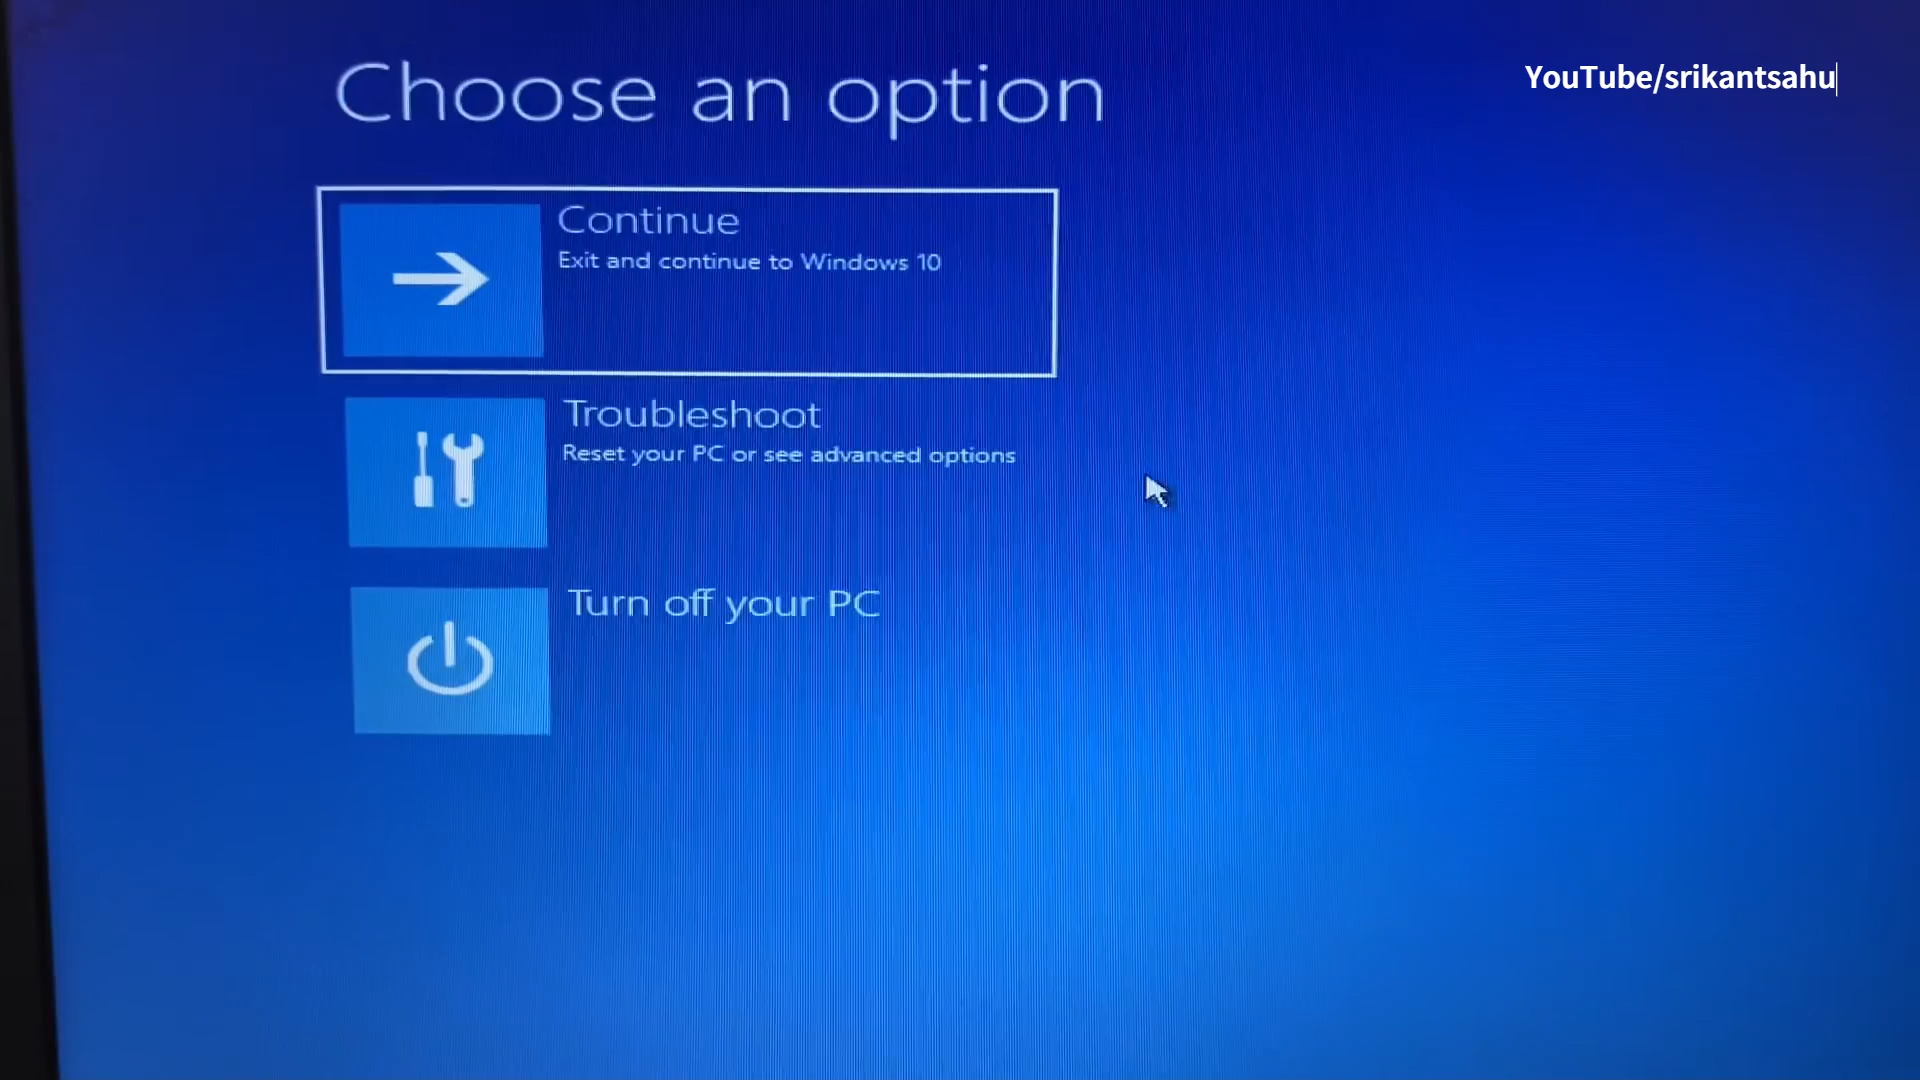 Choose an option
YouTube/srikantsahu
Continue
Exit and continue to Windows 10
Troubleshoot
Reset your PC or see advanced options
Turn off your PC